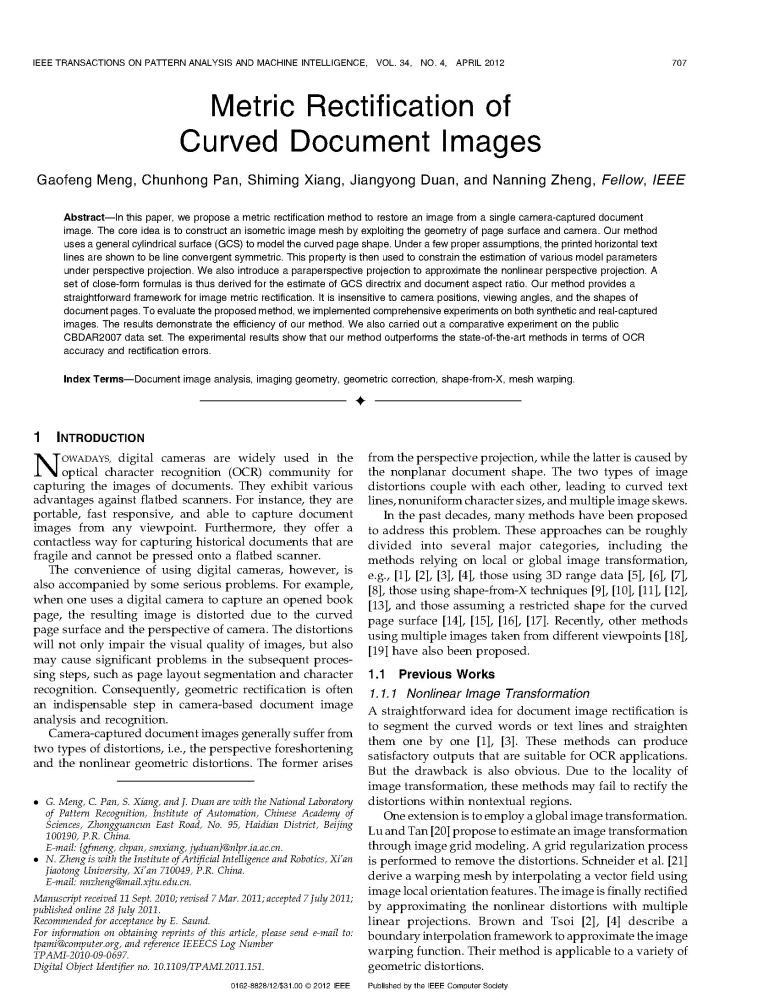 IEEE TRANSACTIONS ON PATTERN ANALYSIS AND MACHINE INTELLIGENCE, VOL. 34, NO. 4, APRIL 2012 707
Metric Rectification of
Curved Document Images
Gaofeng Meng, Chunhong Pan, Shiming Xiang, Jiangyong Duan, and Nanning Zheng, Fellow, IEEE
Abstract—In this paper, we propose a metric rectification method to restore an image from a single camera-captured document
image. The core idea is to construct an isometric image mesh by exploiting the geometry of page surface and camera. Our method
uses a general cylindrical surface (GCS) to model the curved page shape. Under a few proper assumptions, the printed horizontal text
lines are shown to be line convergent symmetric. This property is then used to constrain the estimation of various model parameters
under perspective projection. We also introduce a paraperspective projection to approximate the nonlinear perspective projection. A
set of close-form formulas is thus derived for the estimate of GCS directrix and document aspect ratio. Our method provides a
straightforward framework for image metric rectification. It is insensitive to camera positions, viewing angles, and the shapes of
document pages. To evaluate the proposed method, we implemented comprehensive experiments on both synthetic and real-captured
images. The results demonstrate the efficiency of our method. We also carried out a comparative experiment on the public
CBDAR2007 data set. The experimental results show that our method outperforms the state-of-the-art methods in terms of OCR
accuracy and rectification errors.
Index Terms—Document image analysis, imaging geometry, geometric correction, shape-from-X, mesh warping.
1 INTRODUCTION
NOWADAYS, digital cameras are widely used in the
optical character recognition (OCR) community for
capturing the images of documents. They exhibit various
advantages against flatbed scanners. For instance, they are
portable, fast responsive, and able to capture document
images from any viewpoint. Furthermore, they offer a
contactless way for capturing historical documents that are
fragile and cannot be pressed onto a flatbed scanner.
The convenience of using digital cameras, however, is
also accompanied by some serious problems. For example,
when one uses a digital camera to capture an opened book
page, the resulting image is distorted due to the curved
page surface and the perspective of camera. The distortions
will not only impair the visual quality of images, but also
may cause significant problems in the subsequent proces-
sing steps, such as page layout segmentation and character
recognition. Consequently, geometric rectification is often
an indispensable step in camera-based document image
analysis and recognition.
Camera-captured document images generally suffer from
two types of distortions, i.e., the perspective foreshortening
and the nonlinear geometric distortions. The former arises
• G. Meng, C. Pan, S. Xiang, and J. Duan are with the National Laboratory
of Pattern Recognition, Institute of Automation, Chinese Academy of
Sciences, Zhongguancun East Road, No. 95, Haidian District, Beijing
100190, P.R. China.
E-mail: {gfmeng, chpan, smxiang, jyduan}@nlpr.ia.ac.cn.
• N. Zheng is with the Institute of Artificial Intelligence and Robotics, Xi'an
Jiaotong University, Xi'an 710049, P.R. China.
E-mail: nnzheng@mail.xjtu.edu.cn.
Manuscript received 11 Sept. 2010; revised 7 Mar. 2011; accepted 7 July 2011;
published online 28 July 2011.
Recommended for acceptance by E. Saund.
For information on obtaining reprints of this article, please send e-mail to:
tpami@computer.org, and reference IEEECS Log Number
TPAMI-2010-09-0697.
Digital Object Identifier no. 10.1109/TPAMI.2011.151.
from the perspective projection, while the latter is caused by
the nonplanar document shape. The two types of image
distortions couple with each other, leading to curved text
lines, nonuniform character sizes, and multiple image skews.
In the past decades, many methods have been proposed
to address this problem. These approaches can be roughly
divided into several major categories, including the
methods relying on local or global image transformation,
e.g., [1], [2], [3], [4], those using 3D range data [5], [6], [7],
[8], those using shape-from-X techniques [9], [10], [11], [12],
[13], and those assuming a restricted shape for the curved
page surface [14], [15], [16], [17]. Recently, other methods
using multiple images taken from different viewpoints [18],
[19] have also been proposed.
1.1 Previous Works
1.1.1 Nonlinear Image Transformation
A straightforward idea for document image rectification is
to segment the curved words or text lines and straighten
them one by one [1], [3]. These methods can produce
satisfactory outputs that are suitable for OCR applications.
But the drawback is also obvious. Due to the locality of
image transformation, these methods may fail to rectify the
distortions within nontextual regions.
One extension is to employ a global image transformation.
Lu and Tan [20] propose to estimate an image transformation
through image grid modeling. A grid regularization process
is performed to remove the distortions. Schneider et al. [21]
derive a warping mesh by interpolating a vector field using
image local orientation features. The image is finally rectified
by approximating the nonlinear distortions with multiple
linear projections. Brown and Tsoi [2], [4] describe a
boundary interpolation framework to approximate the image
warping function. Their method is applicable to a variety of
geometric distortions.
0162-8828/12/$31.00 © 2012 IEEE Published by the IEEE Computer Society